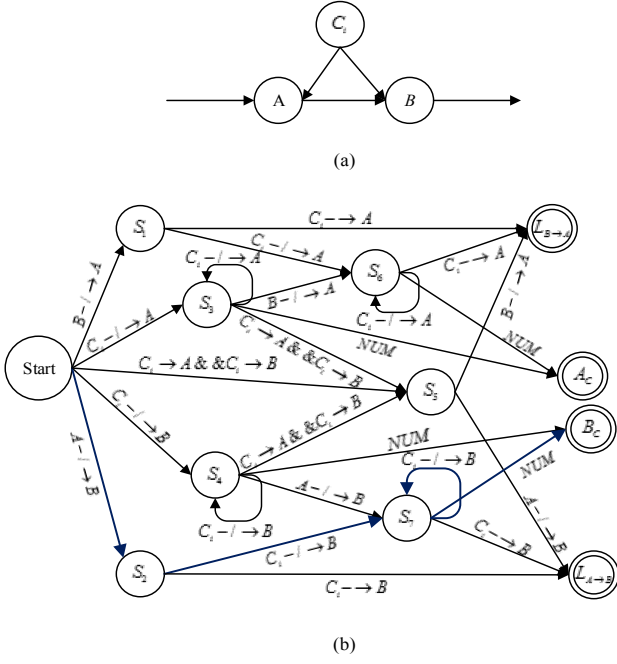 C_i
A
B
(a)
S_1
C_i -→ A
L_{B→A}
C_i -/→ A
B -/→ A
C_i -/→ A
S_6
C_i -→ A
C_i -/→ A
S_3
B -/→ A
C_i -/→ A
B -/→ A
C_i → A && C_i → B
NUM
NUM
Start
C_i → A && C_i → B
S_5
A_C
C_i -/→ B
C_i → A && C_i → B
NUM
B_C
A -/→ B
S_4
C_i -/→ B
NUM
A -/→ B
A -/→ B
S_7
C_i -/→ B
C_i -/→ B
C_i -→ B
S_2
C_i -→ B
L_{A→B}
(b)